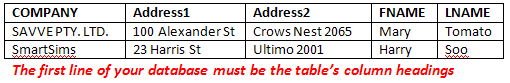 COMPANY Address1 Address2 FNAME LNAME
SAVVE PTY. LTD. 100 Alexander St Crows Nest 2065 Mary Tomato
SmartSims 23 Harris St Ultimo 2001 Harry Soo
The first line of your database must be the table's column headings